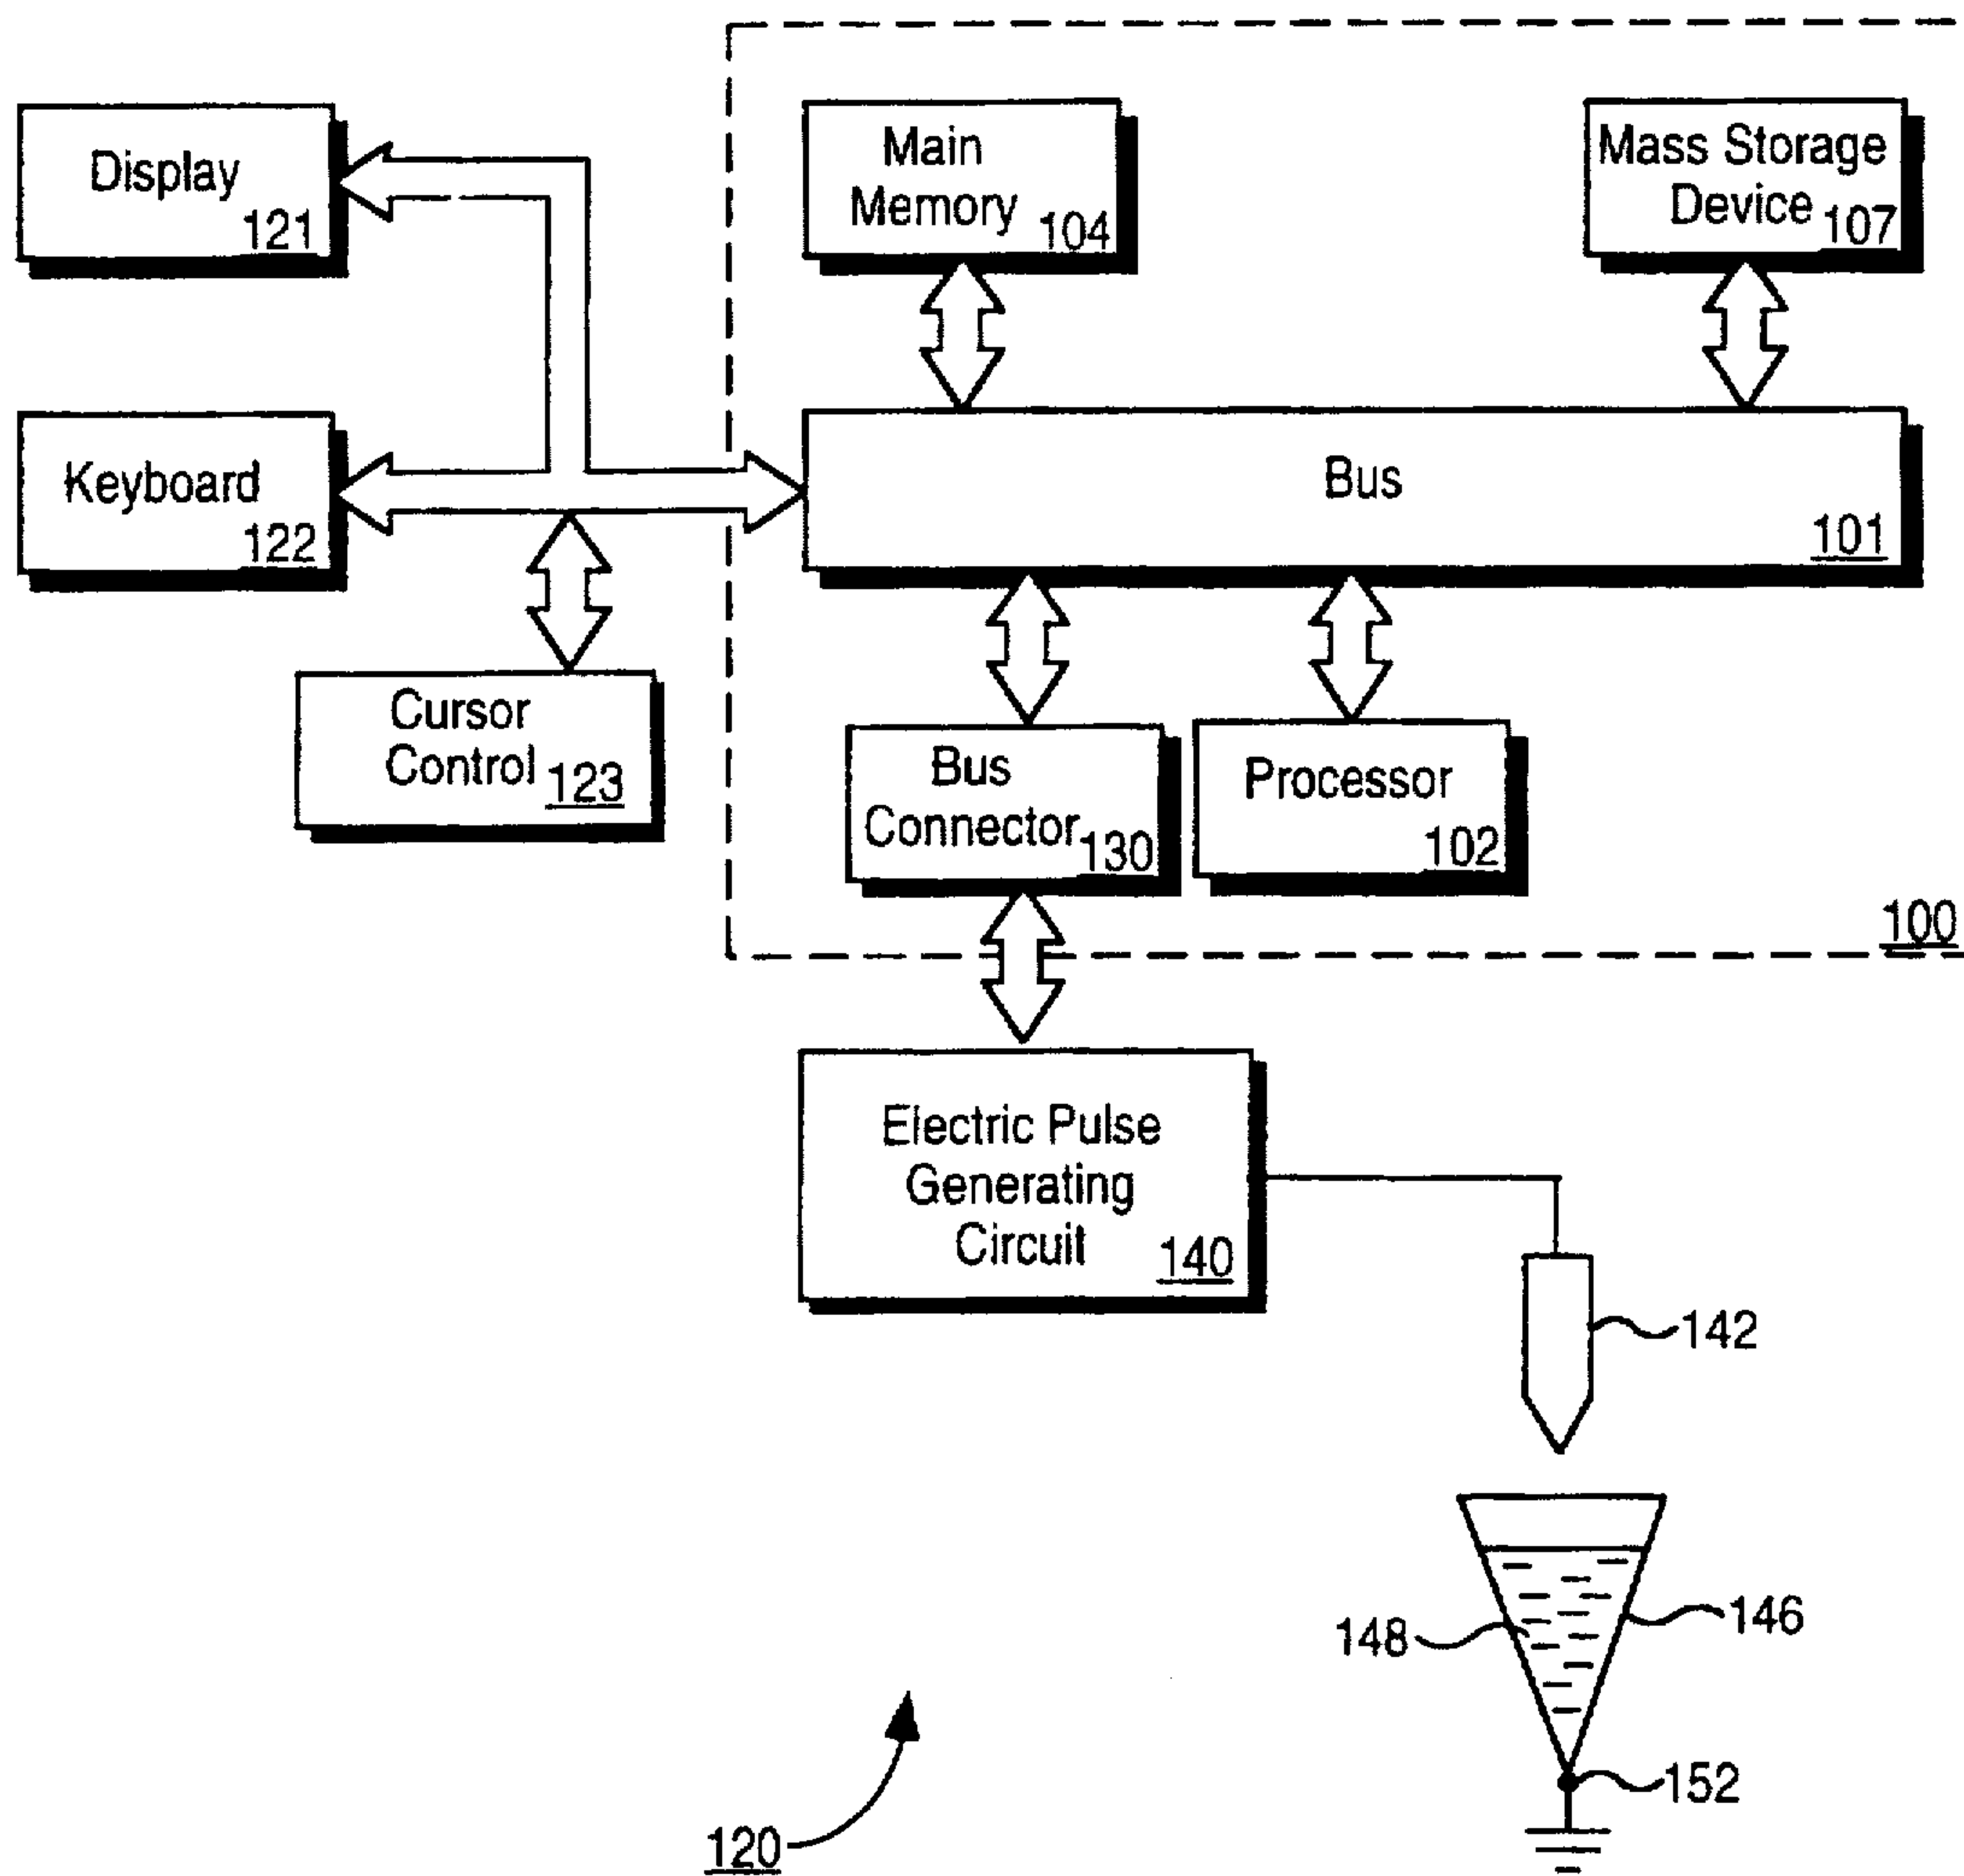 Display
121
Main
Memory
104
Mass Storage
Device
107
Keyboard
122
Bus
101
Cursor
Control
123
Bus
Connector
130
Processor
102
100
Electric Pulse
Generating
Circuit
140
142
148
146
152
120